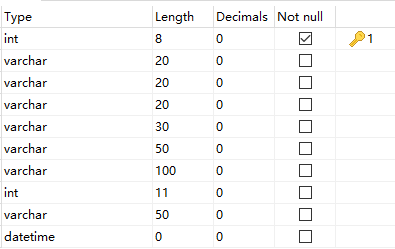 Type Length Decimals Not null
int 8 0 1
varchar 20 0
varchar 20 0
varchar 20 0
varchar 30 0
varchar 50 0
varchar 100 0
int 11 0
varchar 50 0
datetime 0 0